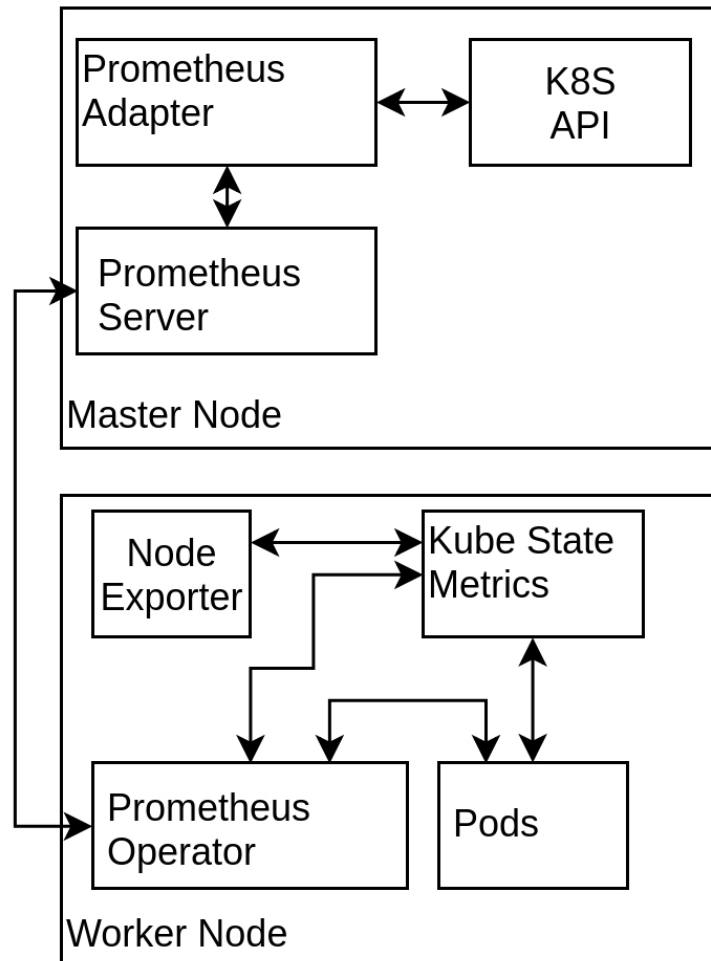 Prometheus
Adapter
K8S
API
Prometheus
Server
Master Node
Node
Exporter
Kube State
Metrics
Prometheus
Operator
Pods
Worker Node